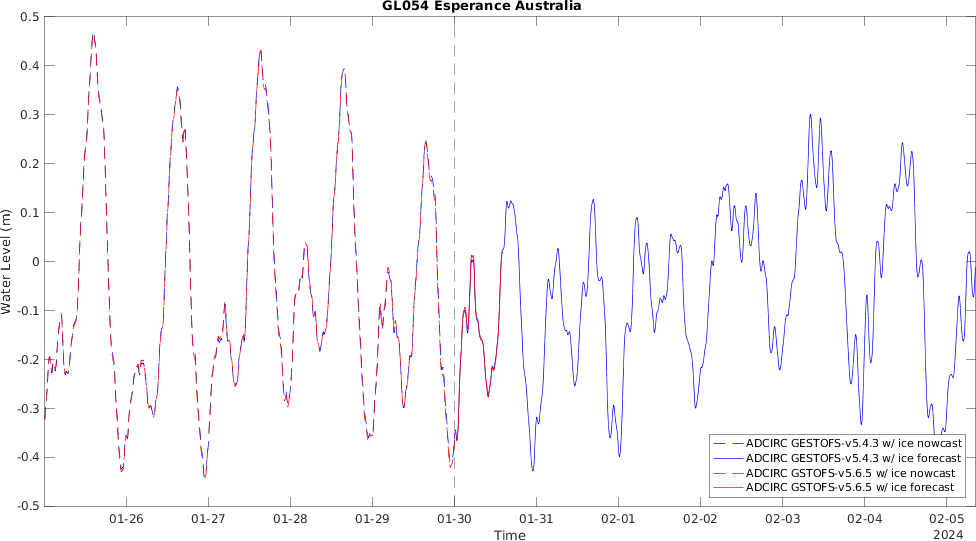 GL054 Esperance Australia
0.5
0.4
0.3
0.2
0.1
0
-0.1
-0.2
-0.3
-0.4
-0.5
Water Level (m)
01-26 01-27 01-28 01-29 01-30 01-31 02-01 02-02 02-03 02-04 02-05
Time
2024
ADCIRC GESTOFS-v5.4.3 w/ ice nowcast
ADCIRC GESTOFS-v5.4.3 w/ ice forecast
ADCIRC GSTOFS-v5.6.5 w/ ice nowcast
ADCIRC GSTOFS-v5.6.5 w/ ice forecast